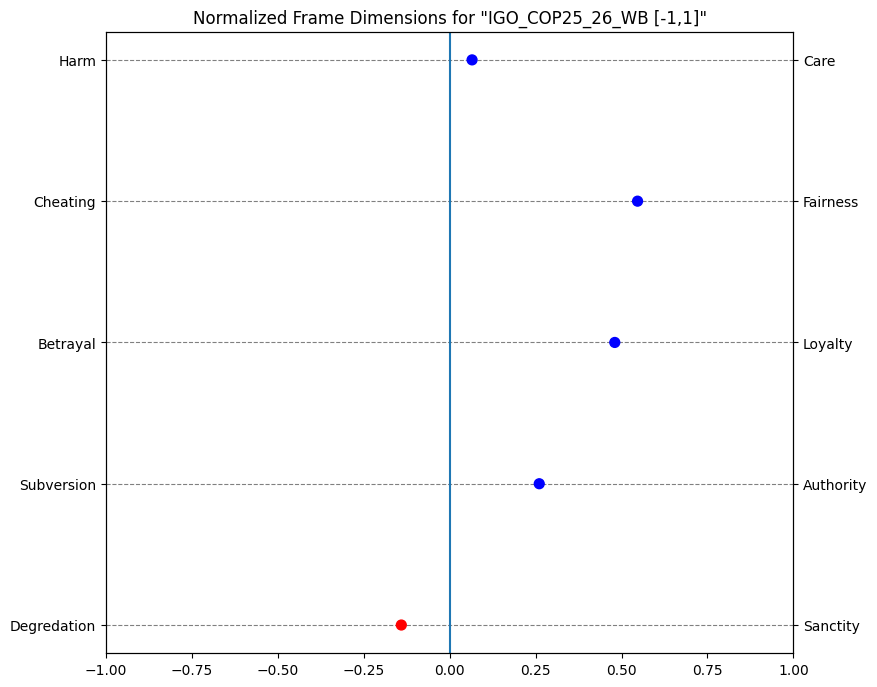 Normalized Frame Dimensions for "IGO_COP25_26_WB [-1,1]"
Harm Care
Cheating Fairness
Betrayal Loyalty
Subversion Authority
Degredation Sanctity
−1.00 −0.75 −0.50 −0.25 0.00 0.25 0.50 0.75 1.00